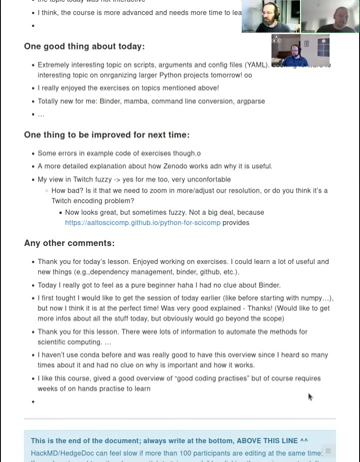 the topic today was not interactive
I think, the course is more advanced and needs more time to lea
One good thing about today:
Extremely interesting topic on scripts, arguments and config files (YAML).
interesting topic on onrganizing larger Python projects tomorrow! oo
I really enjoyed the exercises on topics mentioned above!
Totally new for me: Binder, mamba, command line conversion, argparse
...
One thing to be improved for next time:
Some errors in example code of exercises though.o
A more detailed explanation about how Zenodo works adn why it is useful.
My view in Twitch fuzzy -> yes for me too, very unconfortable
How bad? Is it that we need to zoom in more/adjust our resolution, or do you think it's a
Twitch encoding problem?
Now looks great, but sometimes fuzzy. Not a big deal, because
https://aaltoscicomp.github.io/python-for-scicomp provides
Any other comments:
Thank you for today's lesson. Enjoyed working on exercises. I could learn a lot of useful and
new things (e.g.,dependency management, binder, github, etc.).
Today I really got to feel as a pure beginner haha I had no clue about Binder.
I first tought I would like to get the session of today earlier (like before starting with numpy...),
but now I think it is at the perfect time! Was very good explained - Thanks! (Would like to get
more infos about all the stuff today, but obviously would go beyond the scope)
Thank you for this lesson. There were lots of information to automate the methods for
scientific computing. ...
I haven't use conda before and was really good to have this overview since I heard so many
times about it and had no clue on why is important and how it works.
I like this course, gived a good overview of "good coding practises" but of course requires
weeks of on hands practise to learn
This is the end of the document; always write at the bottom, ABOVE THIS LINE ^^
HackMD/HedgeDoc can feel slow if more than 100 participants are editing at the same time: